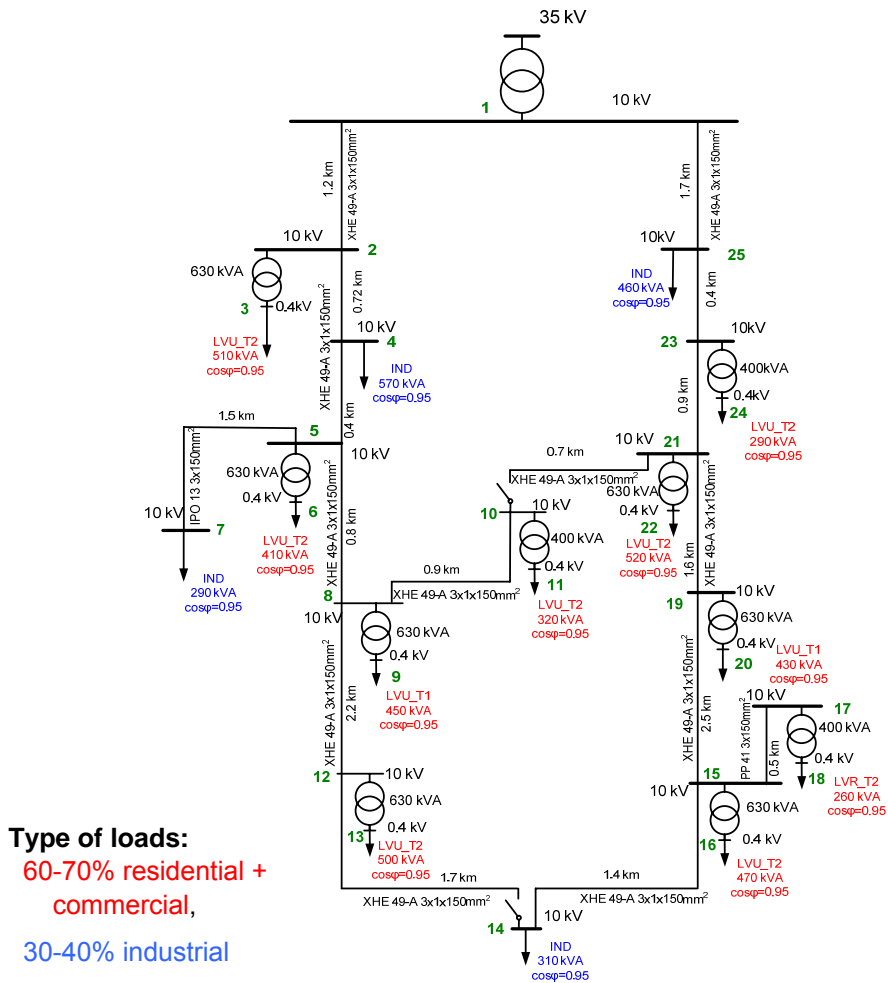 35 kV
1
10 kV
1.2 km
XHE 49-A 3x1x150mm²
1.7 km
XHE 49-A 3x1x150mm²
10 kV
2
630 kVA
3
0.4kV
LVU_T2
510 kVA
cosφ=0.95
XHE 49-A 3x1x150mm²
0.72 km
10 kV
4
IND
570 kVA
cosφ=0.95
10kV
25
IND
460 kVA
cosφ=0.95
0.4 km
10kV
23
400kVA
0.4kV
24
LVU_T2
290 kVA
cosφ=0.95
0.4 km
0.9 km
1.5 km
5
10 kV
IPO 13 3x150mm²
630 kVA
0.4 kV
6
LVU_T2
410 kVA
cosφ=0.95
10 kV
7
IND
290 kVA
cosφ=0.95
XHE 49-A 3x1x150mm²
0.8 km
0.7 km
XHE 49-A 3x1x150mm²
10 kV
21
630 kVA
0.4 kV
22
LVU_T2
520 kVA
cosφ=0.95
XHE 49-A 3x1x150mm²
1.6 km
10 kV
10
400 kVA
0.4 kV
11
LVU_T2
320 kVA
cosφ=0.95
0.9 km
XHE 49-A 3x1x150mm²
8
10 kV
630 kVA
0.4 kV
9
LVU_T1
450 kVA
cosφ=0.95
19
10 kV
630 kVA
0.4 kV
20
LVU_T1
430 kVA
cosφ=0.95
XHE 49-A 3x1x150mm²
2.2 km
XHE 49-A 3x1x150mm²
2.5 km
10 kV
17
400 kVA
0.4 kV
18
LVR_T2
260 kVA
cosφ=0.95
PP 41 3x150mm²
0.5 km
12
10 kV
630 kVA
0.4 kV
13
LVU_T2
500 kVA
cosφ=0.95
15
10 kV
630 kVA
0.4 kV
16
LVU_T2
470 kVA
cosφ=0.95
1.7 km
XHE 49-A 3x1x150mm²
1.4 km
XHE 49-A 3x1x150mm²
14
10 kV
IND
310 kVA
cosφ=0.95
Type of loads:
60-70% residential +
commercial,
30-40% industrial